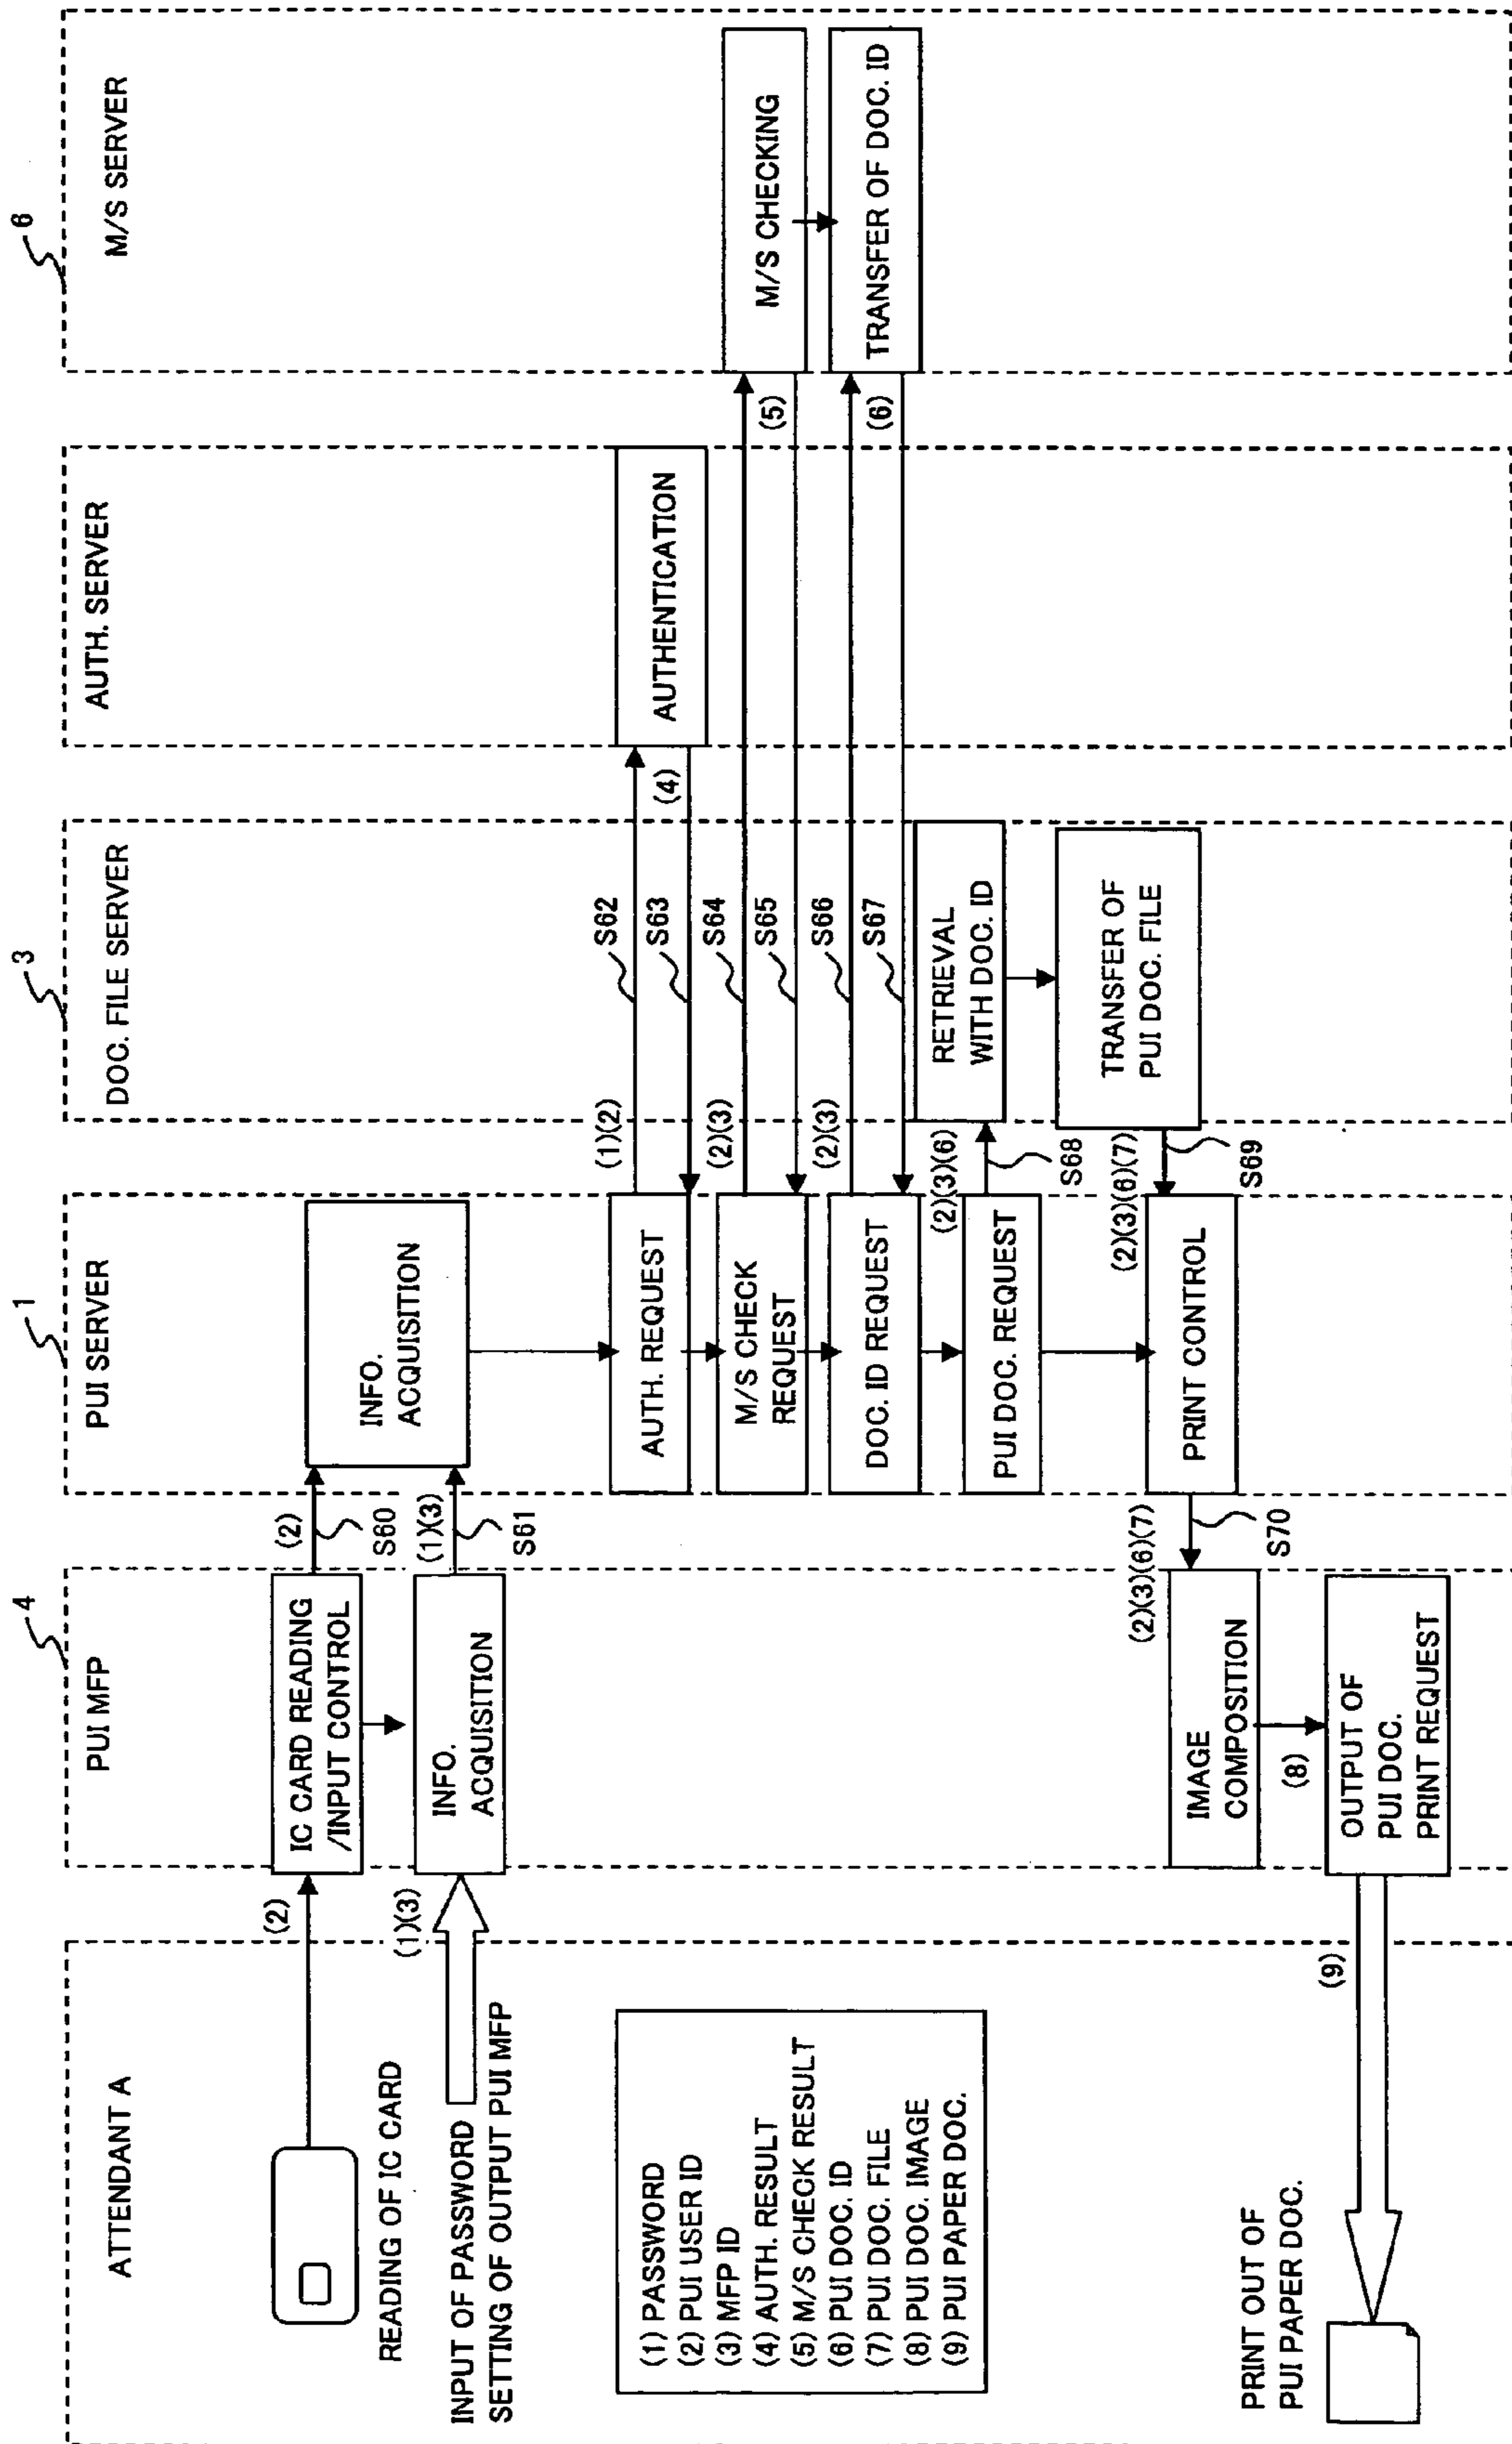 ATTENDANT A
READING OF IC CARD
INPUT OF PASSWORD
SETTING OF OUTPUT PUI MFP
(1) PASSWORD
(2) PUI USER ID
(3) MFP ID
(4) AUTH. RESULT
(5) M/S CHECK RESULT
(6) PUI DOC. ID
(7) PUI DOC. FILE
(8) PUI DOC. IMAGE
(9) PUI PAPER DOC.
PRINT OUT OF
PUI PAPER DOC.
(2)
(1)(3)
(9)
4
PUI MFP
IC CARD READING
/INPUT CONTROL
INFO.
ACQUISITION
IMAGE
COMPOSITION
(8)
OUTPUT OF
PUI DOC.
PRINT REQUEST
(2)
S60
(1)(3)
S61
(2)(3)(6)(7)
S70
1
PUI SERVER
INFO.
ACQUISITION
AUTH. REQUEST
M/S CHECK
REQUEST
DOC. ID REQUEST
PUI DOC. REQUEST
PRINT CONTROL
(1)(2)
(2)(3)
(2)(3)
(2)(3)(6)
S68
(2)(3)(6)(7)
S69
3
DOC. FILE SERVER
S62
S63
S64
S65
S66
S67
RETRIEVAL
WITH DOC. ID
TRANSFER OF
PUI DOC. FILE
(4)
AUTH. SERVER
AUTHENTICATION
(5)
(6)
6
M/S SERVER
M/S CHECKING
TRANSFER OF DOC. ID